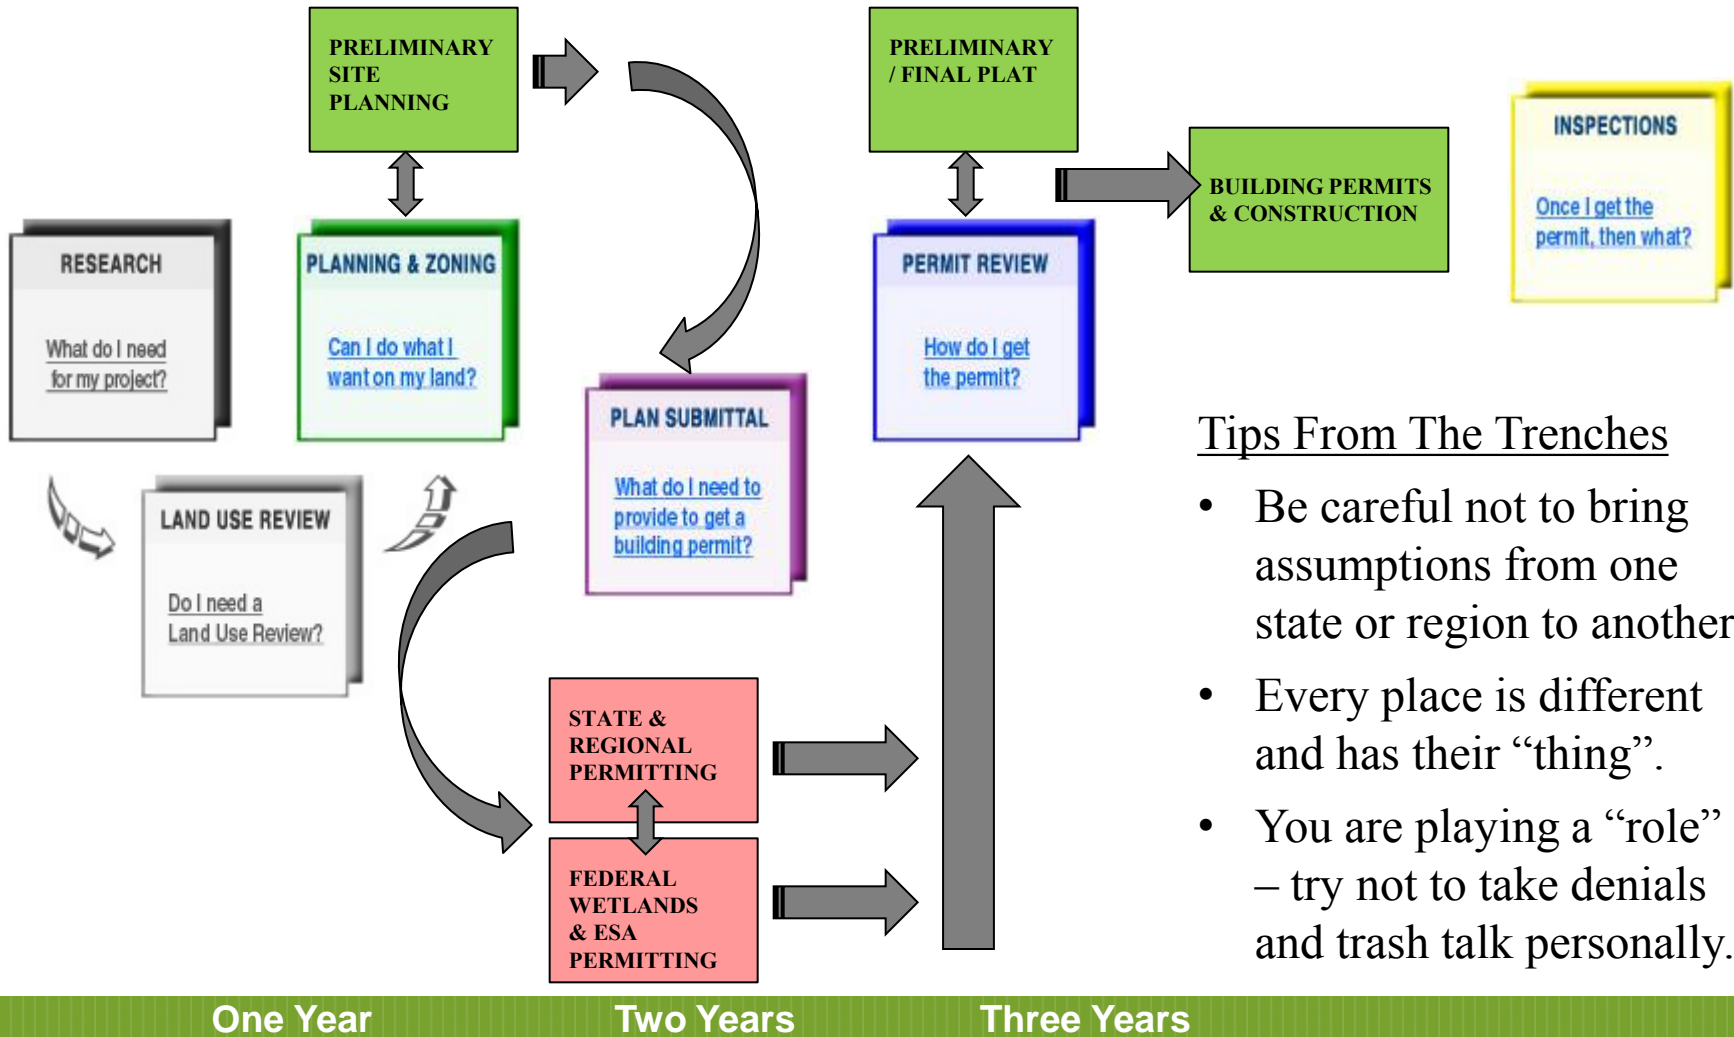 PRELIMINARY
SITE
PLANNING
PRELIMINARY
/ FINAL PLAT
BUILDING PERMITS
& CONSTRUCTION
INSPECTIONS
Once I get the
permit, then what?
RESEARCH
What do I need
for my project?
PLANNING & ZONING
Can I do what I
want on my land?
PERMIT REVIEW
How do I get
the permit?
PLAN SUBMITTAL
What do I need to
provide to get a
building permit?
LAND USE REVIEW
Do I need a
Land Use Review?
STATE &
REGIONAL
PERMITTING
FEDERAL
WETLANDS
& ESA
PERMITTING
Tips From The Trenches
• Be careful not to bring
assumptions from one
state or region to another
• Every place is different
and has their “thing”.
• You are playing a “role”
– try not to take denials
and trash talk personally.
One Year
Two Years
Three Years